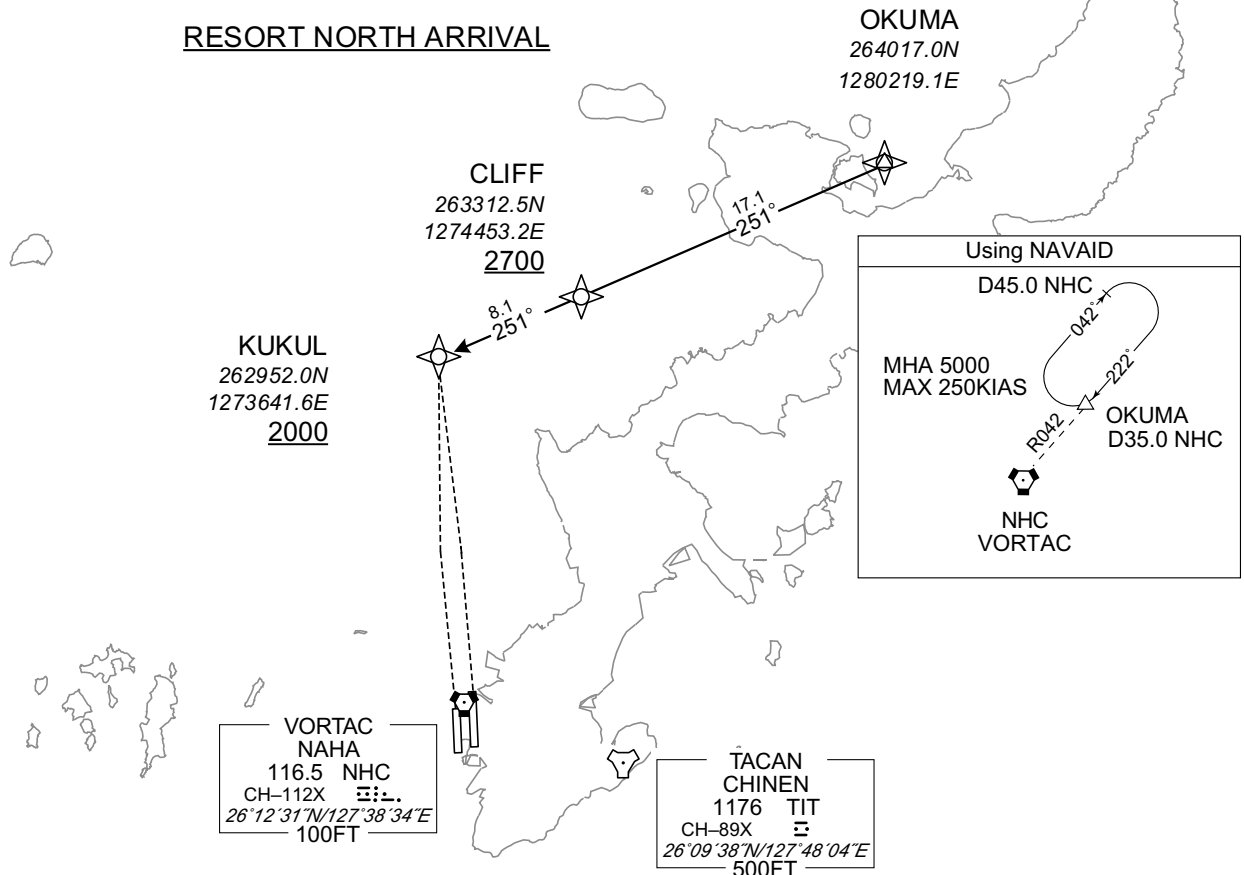 RESORT NORTH ARRIVAL
OKUMA
264017.0N
1280219.1E
CLIFF
263312.5N
1274453.2E
2700
17.1
251°
8.1
251°
KUKUL
262952.0N
1273641.6E
2000
Using NAVAID
D45.0 NHC
042°
222°
MHA 5000
MAX 250KIAS
OKUMA
D35.0 NHC
R042
NHC
VORTAC
VORTAC
NAHA
116.5 NHC
CH–112X
26°12´31˝N/127°38´34˝E
100FT
TACAN
CHINEN
1176 TIT
CH–89X
26°09´38˝N/127°48´04˝E
500FT